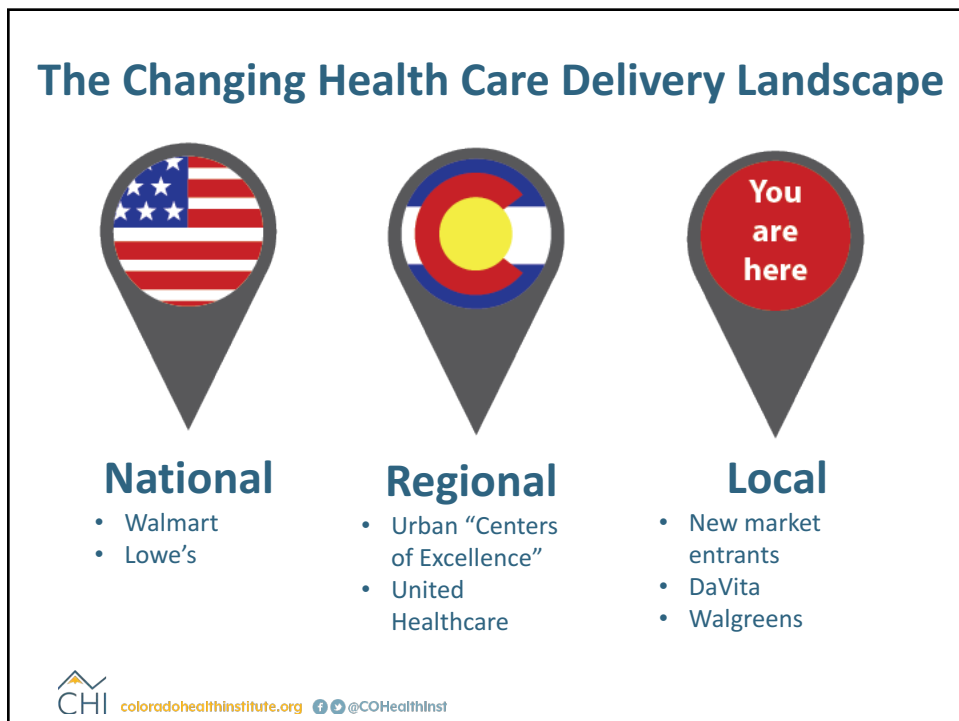 The Changing Health Care Delivery Landscape
You
are
here
National
• Walmart
• Lowe’s
Regional
• Urban “Centers
of Excellence”
• United
Healthcare
Local
• New market
entrants
• DaVita
• Walgreens
CHI coloradohealthinstitute.org @COHealthInst